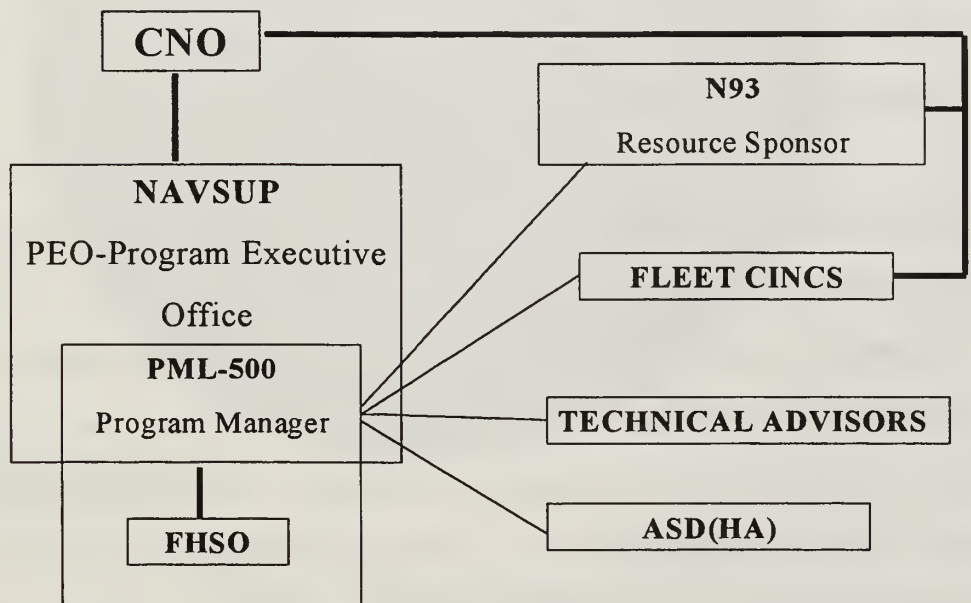 CNO
N93
Resource Sponsor
NAVSUP
PEO-Program Executive
Office
FLEET CINCS
PML-500
Program Manager
TECHNICAL ADVISORS
ASD(HA)
FHSO